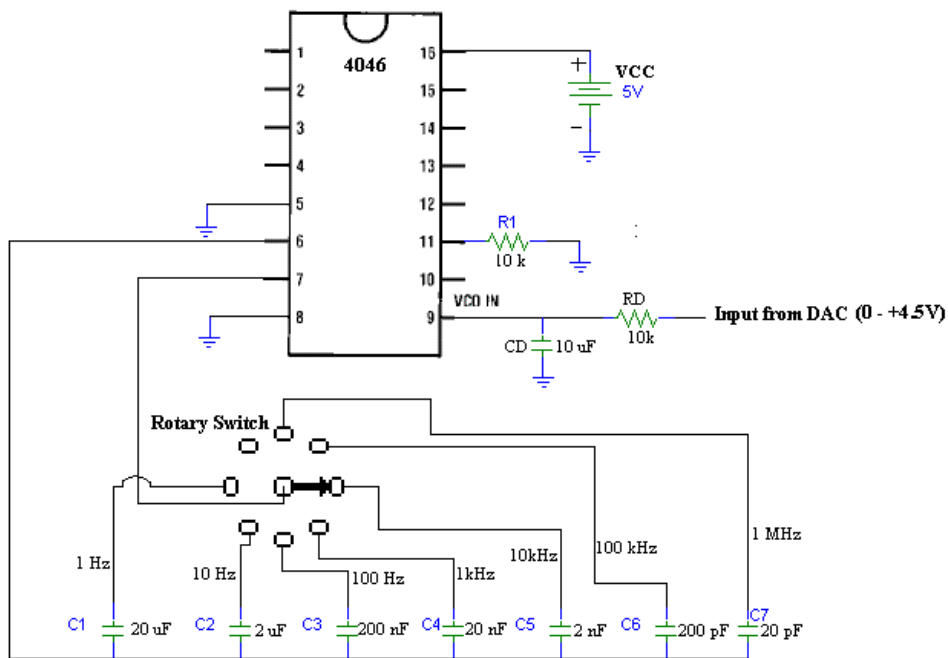 4046
1
2
3
4
5
6
7
8
16
15
14
13
12
11
10
9
+
VCC
5V
-
R1
10 k
:
VCO IN
RD
10k
Input from DAC (0 - +4.5V)
CD
10 uF
Rotary Switch
1 Hz
10 Hz
100 Hz
1kHz
10kHz
100 kHz
1 MHz
C1
20 uF
C2
2 uF
C3
200 nF
C4
20 nF
C5
2 nF
C6
200 pF
C7
20 pF